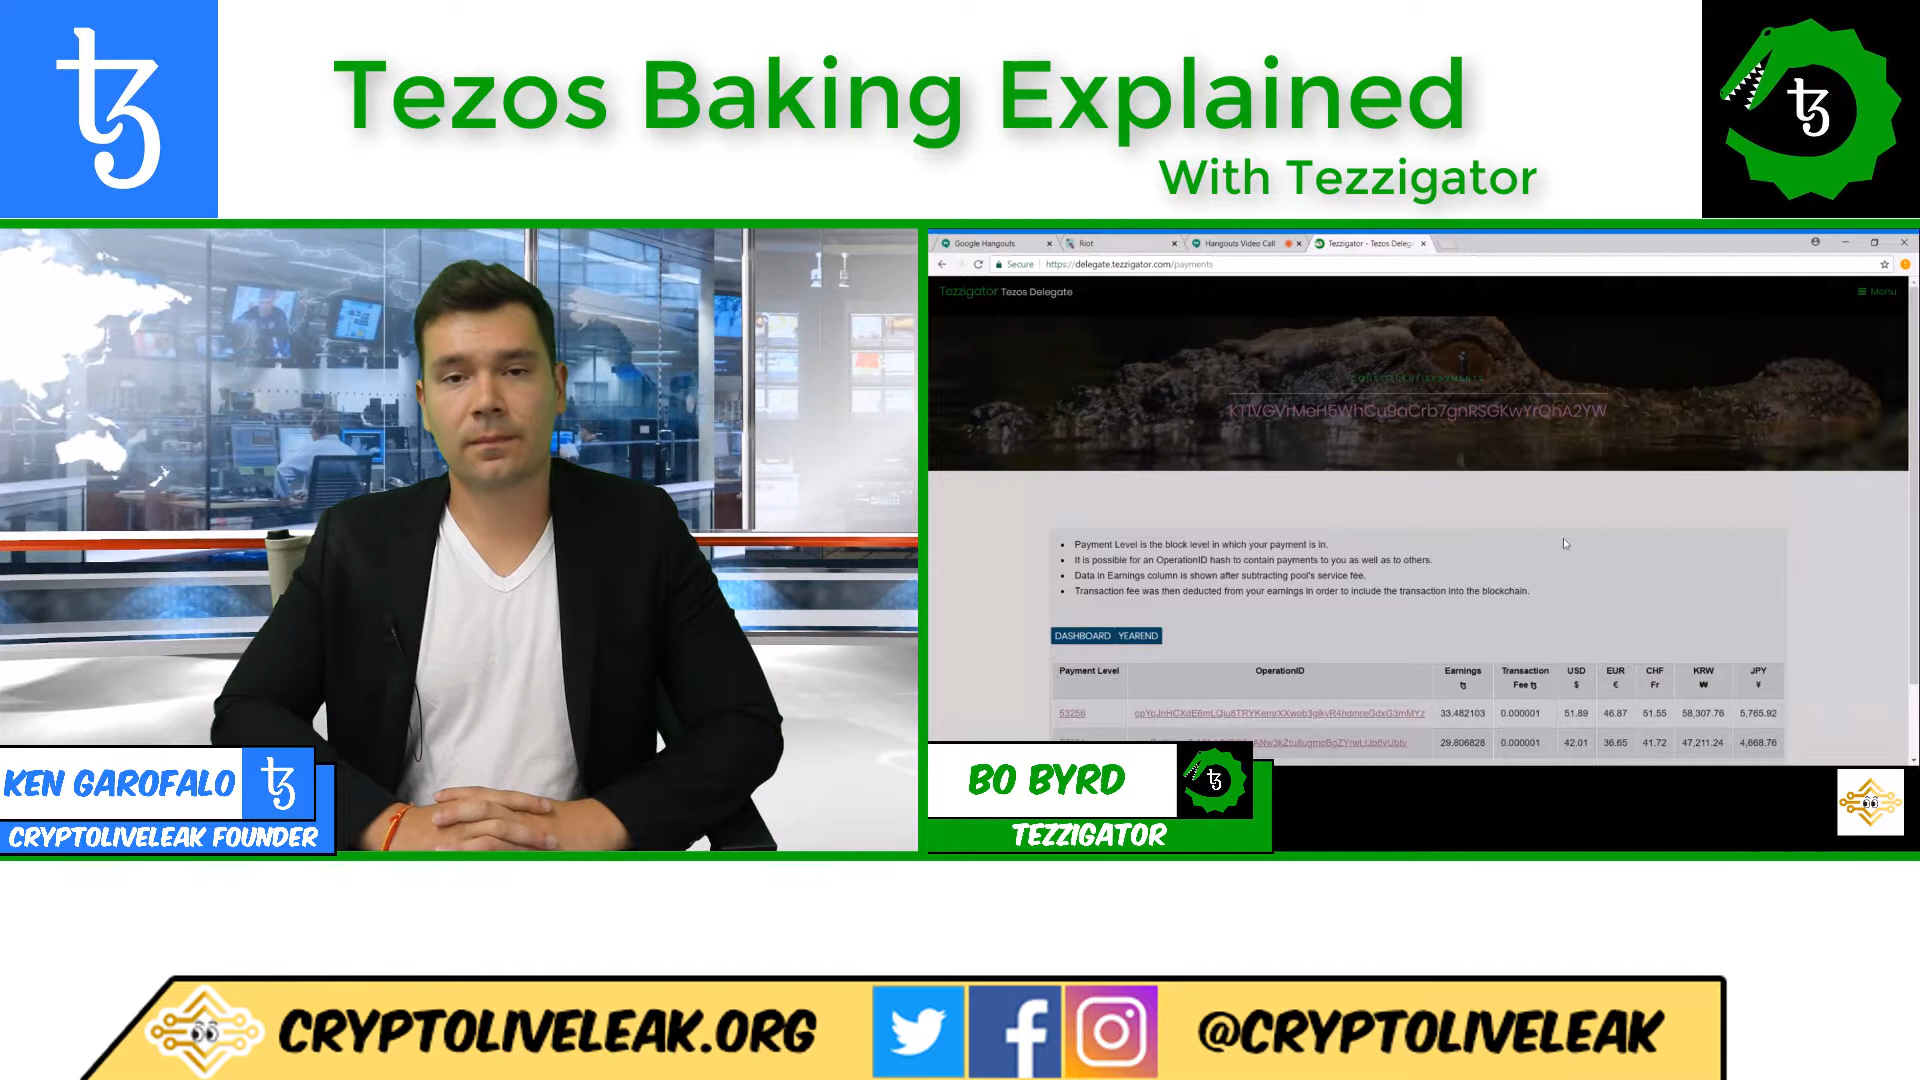 Tezos Baking Explained
With Tezzigator
Google Hangouts
Riot
Hangouts Video Call
Tezzigator - Tezos Deleg
Secure
https://delegate.tezzigator.com/payments
Tezzigator Tezos Delegate
Menu
Payment Level is the block level in which your payment is in.
It is possible for an OperationID hash to contain payments to you as well as to others.
Data in Earnings column is shown after subtracting pool's service fee.
Transaction fee was then deducted from your earnings in order to include the transaction into the blockchain.
DASHBOARD YEAREND
Payment Level OperationID Earnings ꜩ Transaction Fee ꜩ USD $ EUR € CHF Fr KRW ₩ JPY ¥
53256 33.482103 0.000001 51.89 46.87 51.55 58,307.76 5,765.92
29.806828 0.000001 42.01 36.65 41.72 47,211.24 4,668.76
KEN GAROFALO
CRYPTOLIVELEAK FOUNDER
BO BYRD
TEZZIGATOR
CRYPTOLIVELEAK.ORG
@CRYPTOLIVELEAK